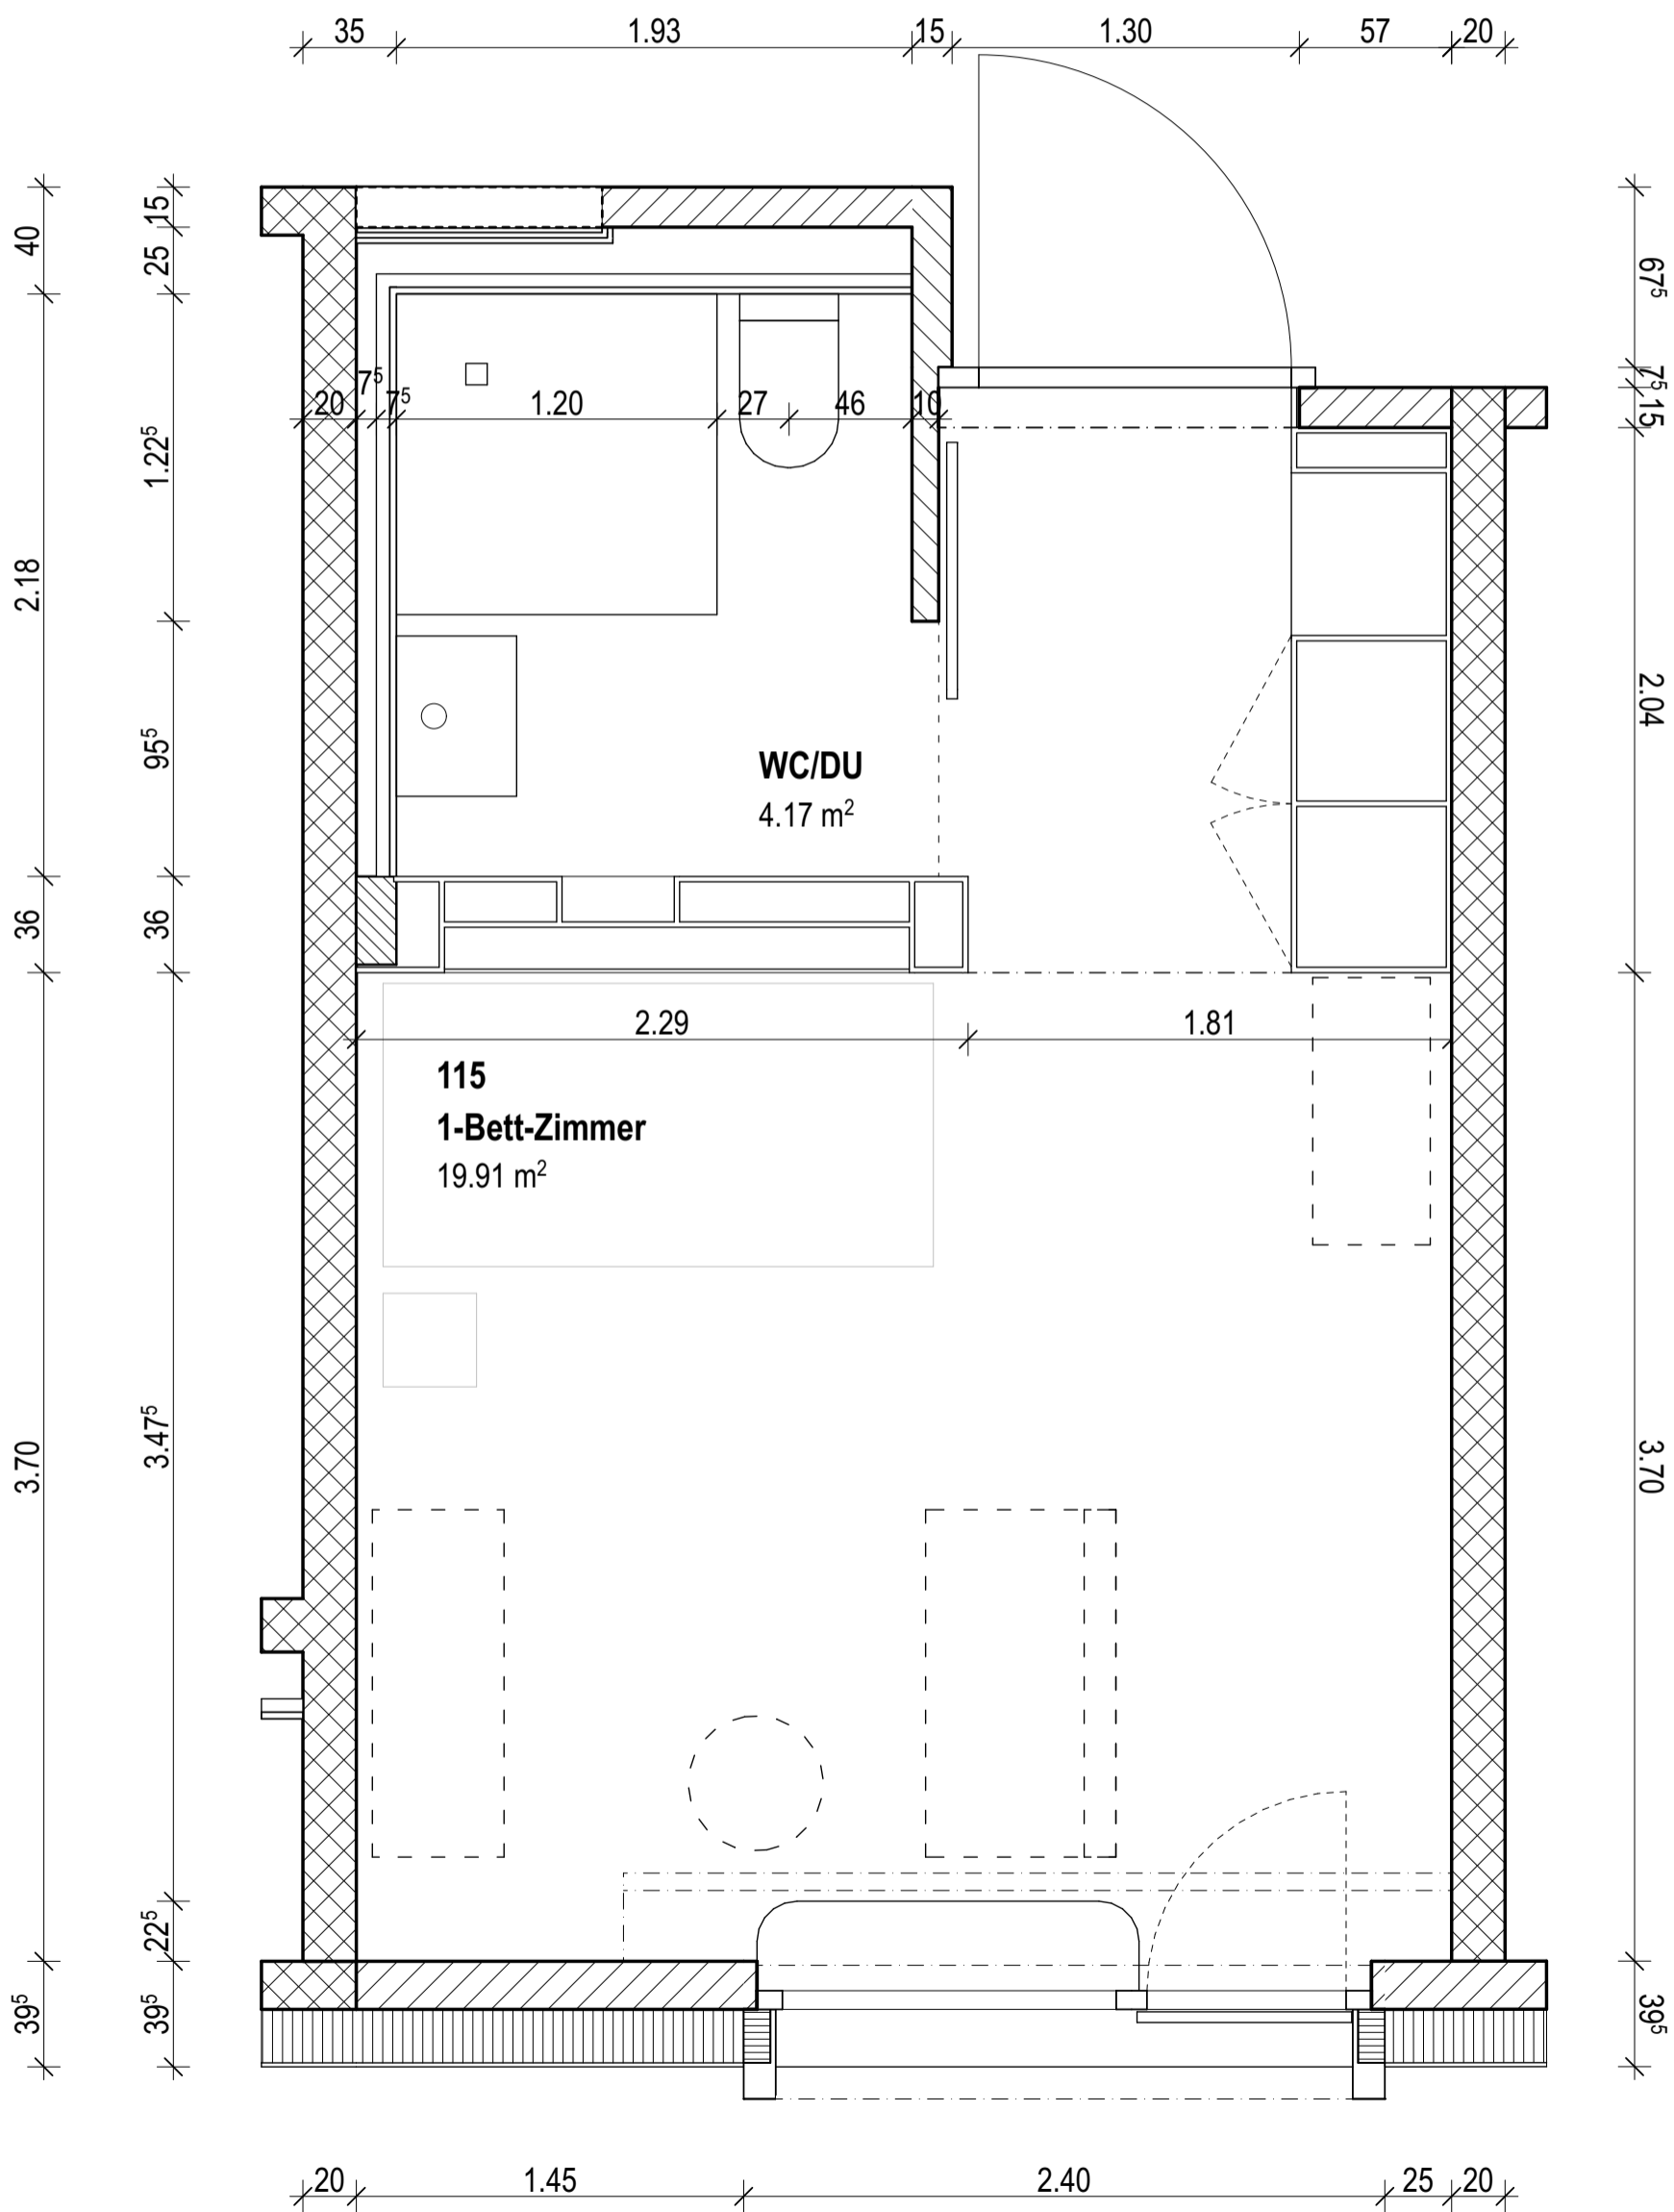 35 1.93 15 1.30 57 20
40 2.18 36 3.70 39⁵
15 25 1.22⁵ 95⁵ 36 3.47⁵ 22⁵ 39⁵
20 7⁵ 7⁵ 1.20 27 46 10
67⁵ 7⁵ 15 2.04 3.70 39⁵
WC/DU
4.17 m²
2.29 1.81
115
1-Bett-Zimmer
19.91 m²
20 1.45 2.40 25 20